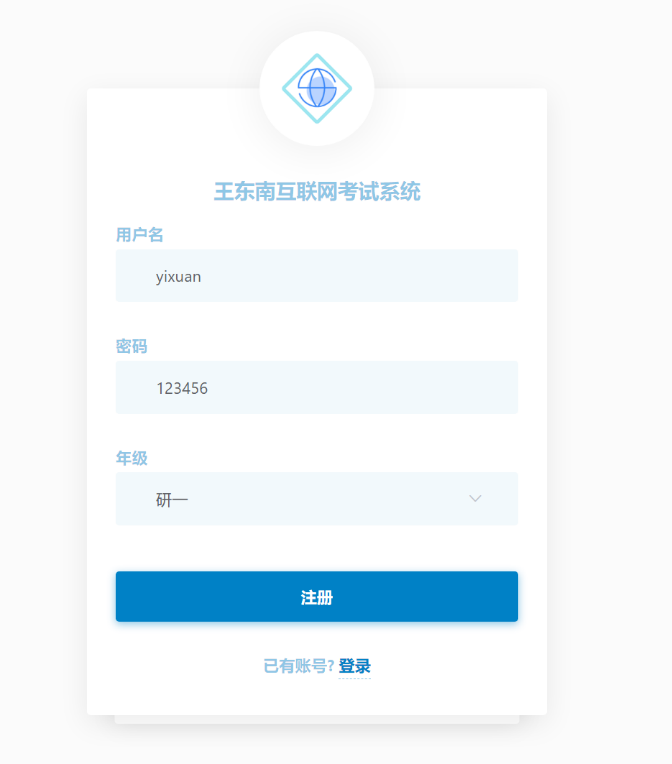 王东南互联网考试系统
用户名
yixuan
密码
123456
年级
研一
注册
已有账号? 登录